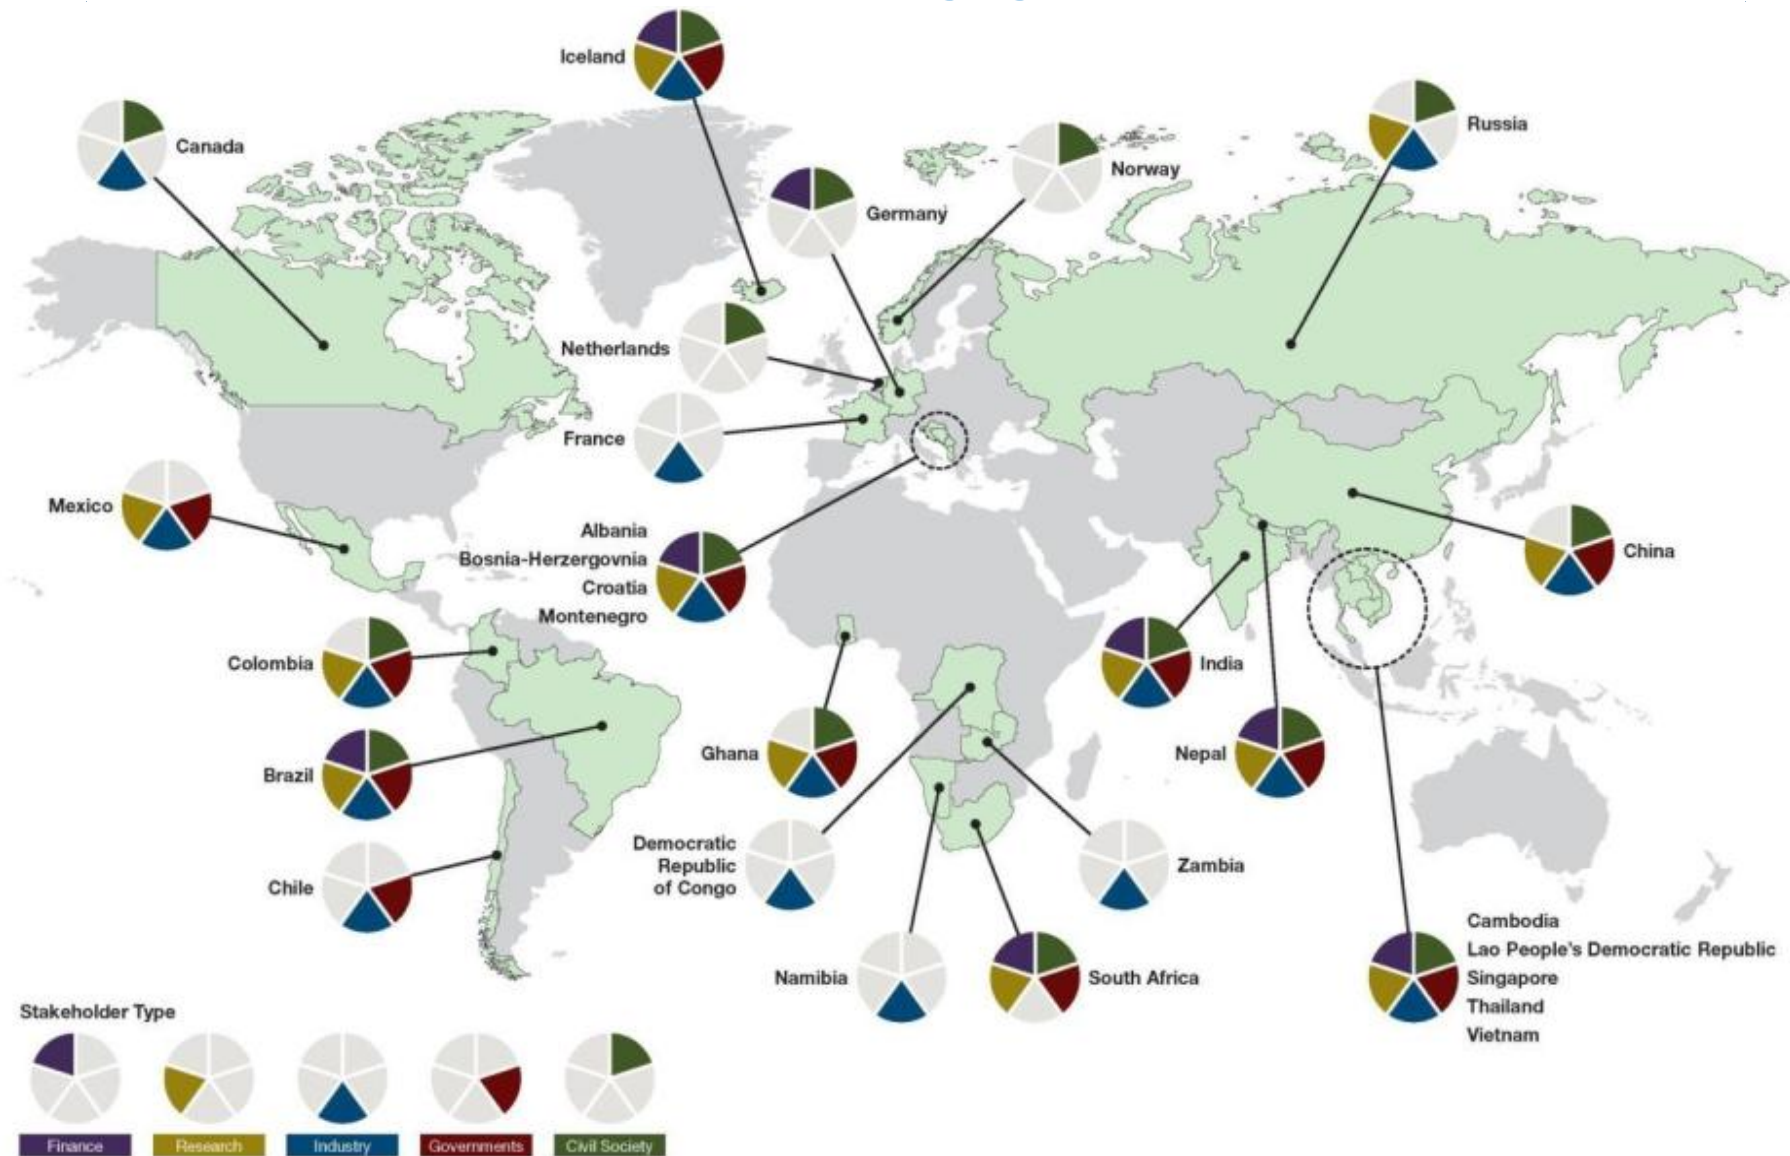 Iceland
Canada
Russia
Norway
Germany
Netherlands
France
Mexico
Albania
Bosnia-Herzergovnia
Croatia
Montenegro
China
Colombia
India
Ghana
Nepal
Brazil
Democratic
Republic
of Congo
Zambia
Chile
Namibia
South Africa
Cambodia
Lao People's Democratic Republic
Singapore
Thailand
Vietnam
Stakeholder Type
Finance
Research
Industry
Governments
Civil Society